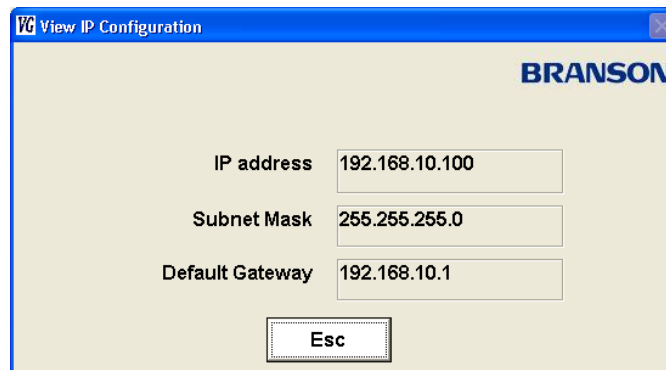 VG View IP Configuration
BRANSON
IP address 192.168.10.100
Subnet Mask 255.255.255.0
Default Gateway 192.168.10.1
Esc